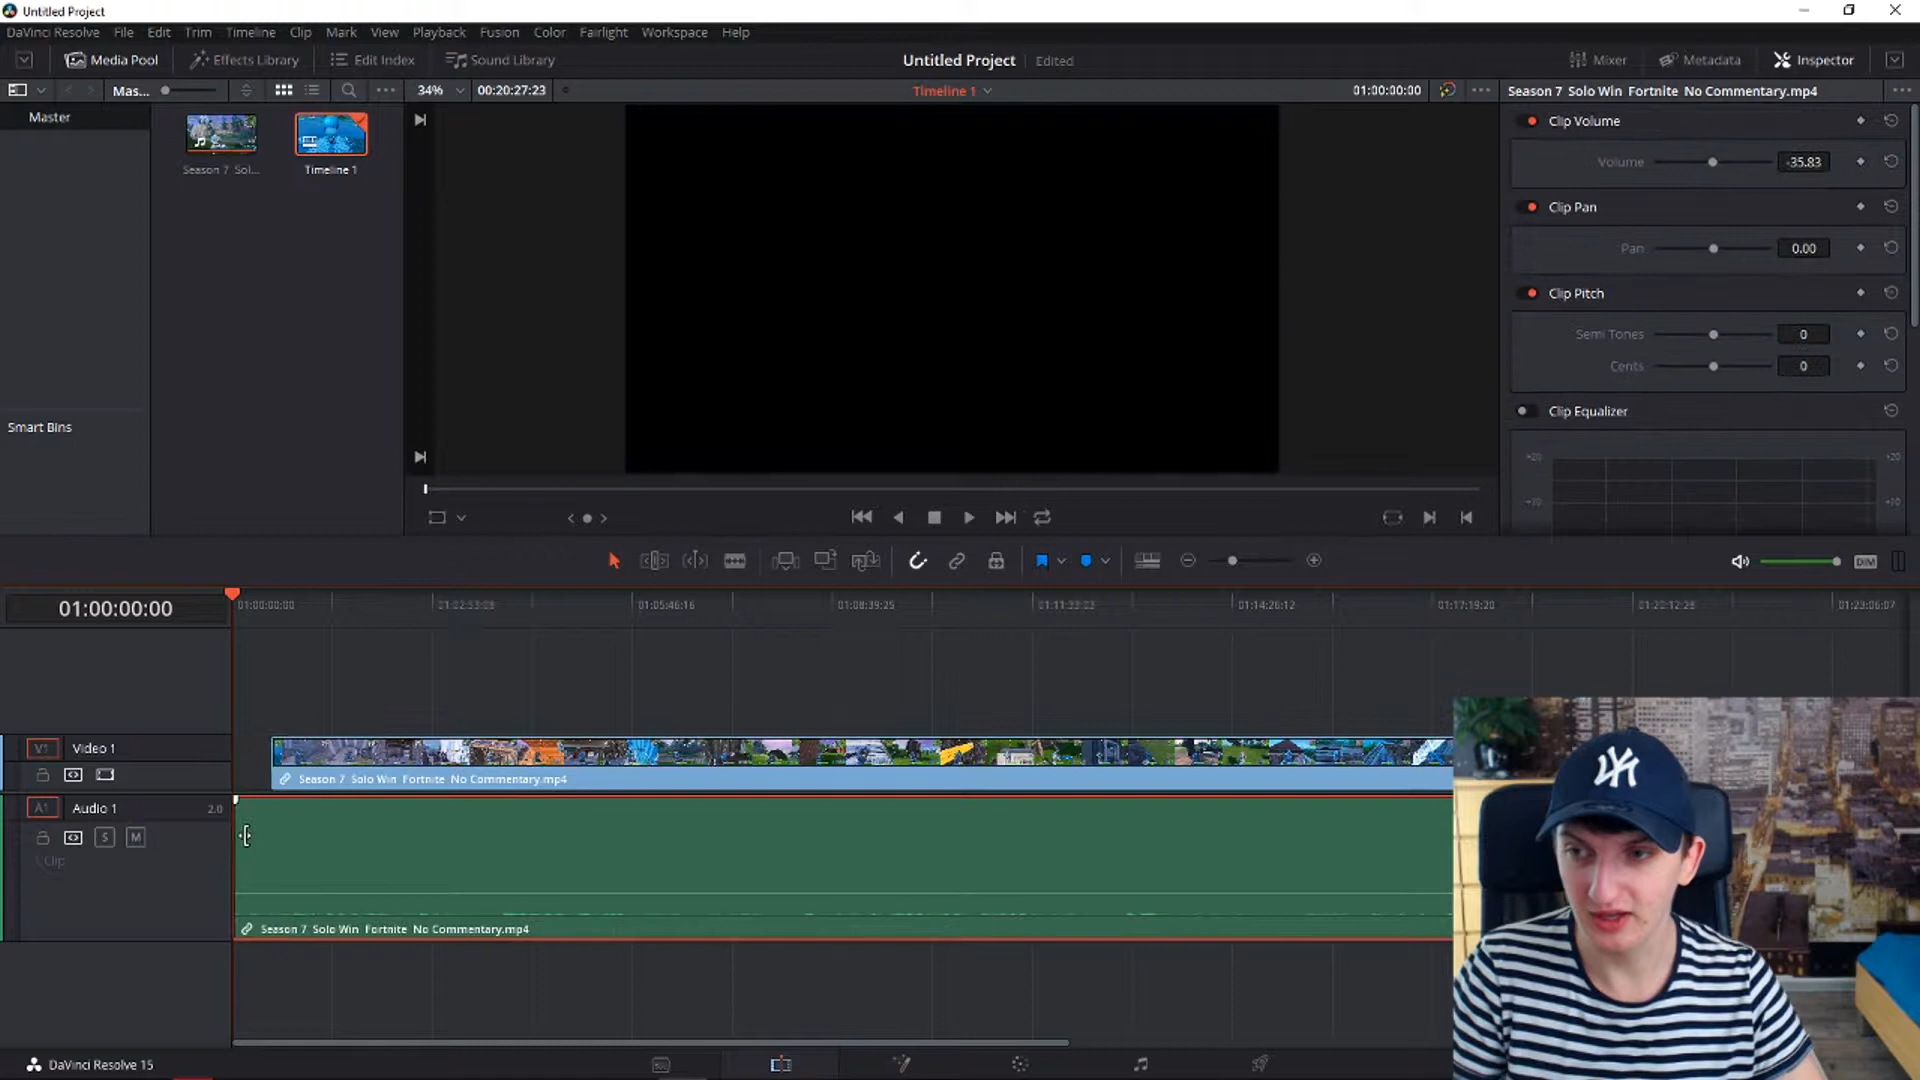 Untitled Project
DaVinci Resolve File Edit Trim Timeline Clip Mark View Playback Fusion Color Fairlight Workspace Help
Media Pool Effects Library Edit Index Sound Library Untitled Project Edited Mixer Metadata Inspector
Mas... 34% 00:20:27:23 Timeline 1 01:00:00:00 Season 7 Solo Win Fortnite No Commentary.mp4
Master
Season 7 Sol...
Timeline 1
Smart Bins
Clip Volume
Volume -35.83
Clip Pan
Pan 0.00
Clip Pitch
Semi Tones 0
Cents 0
Clip Equalizer
+20 +20
+10 +10
DIM
01:00:00:00
01:00:00:00 01:02:53:08 01:05:46:16 01:08:39:25 01:11:33:03 01:14:26:12 01:17:19:20 01:20:12:28 01:23:06:07
V1 Video 1
Season 7 Solo Win Fortnite No Commentary.mp4
A1 Audio 1 2.0
S M
Clip
Season 7 Solo Win Fortnite No Commentary.mp4
NY
DaVinci Resolve 15